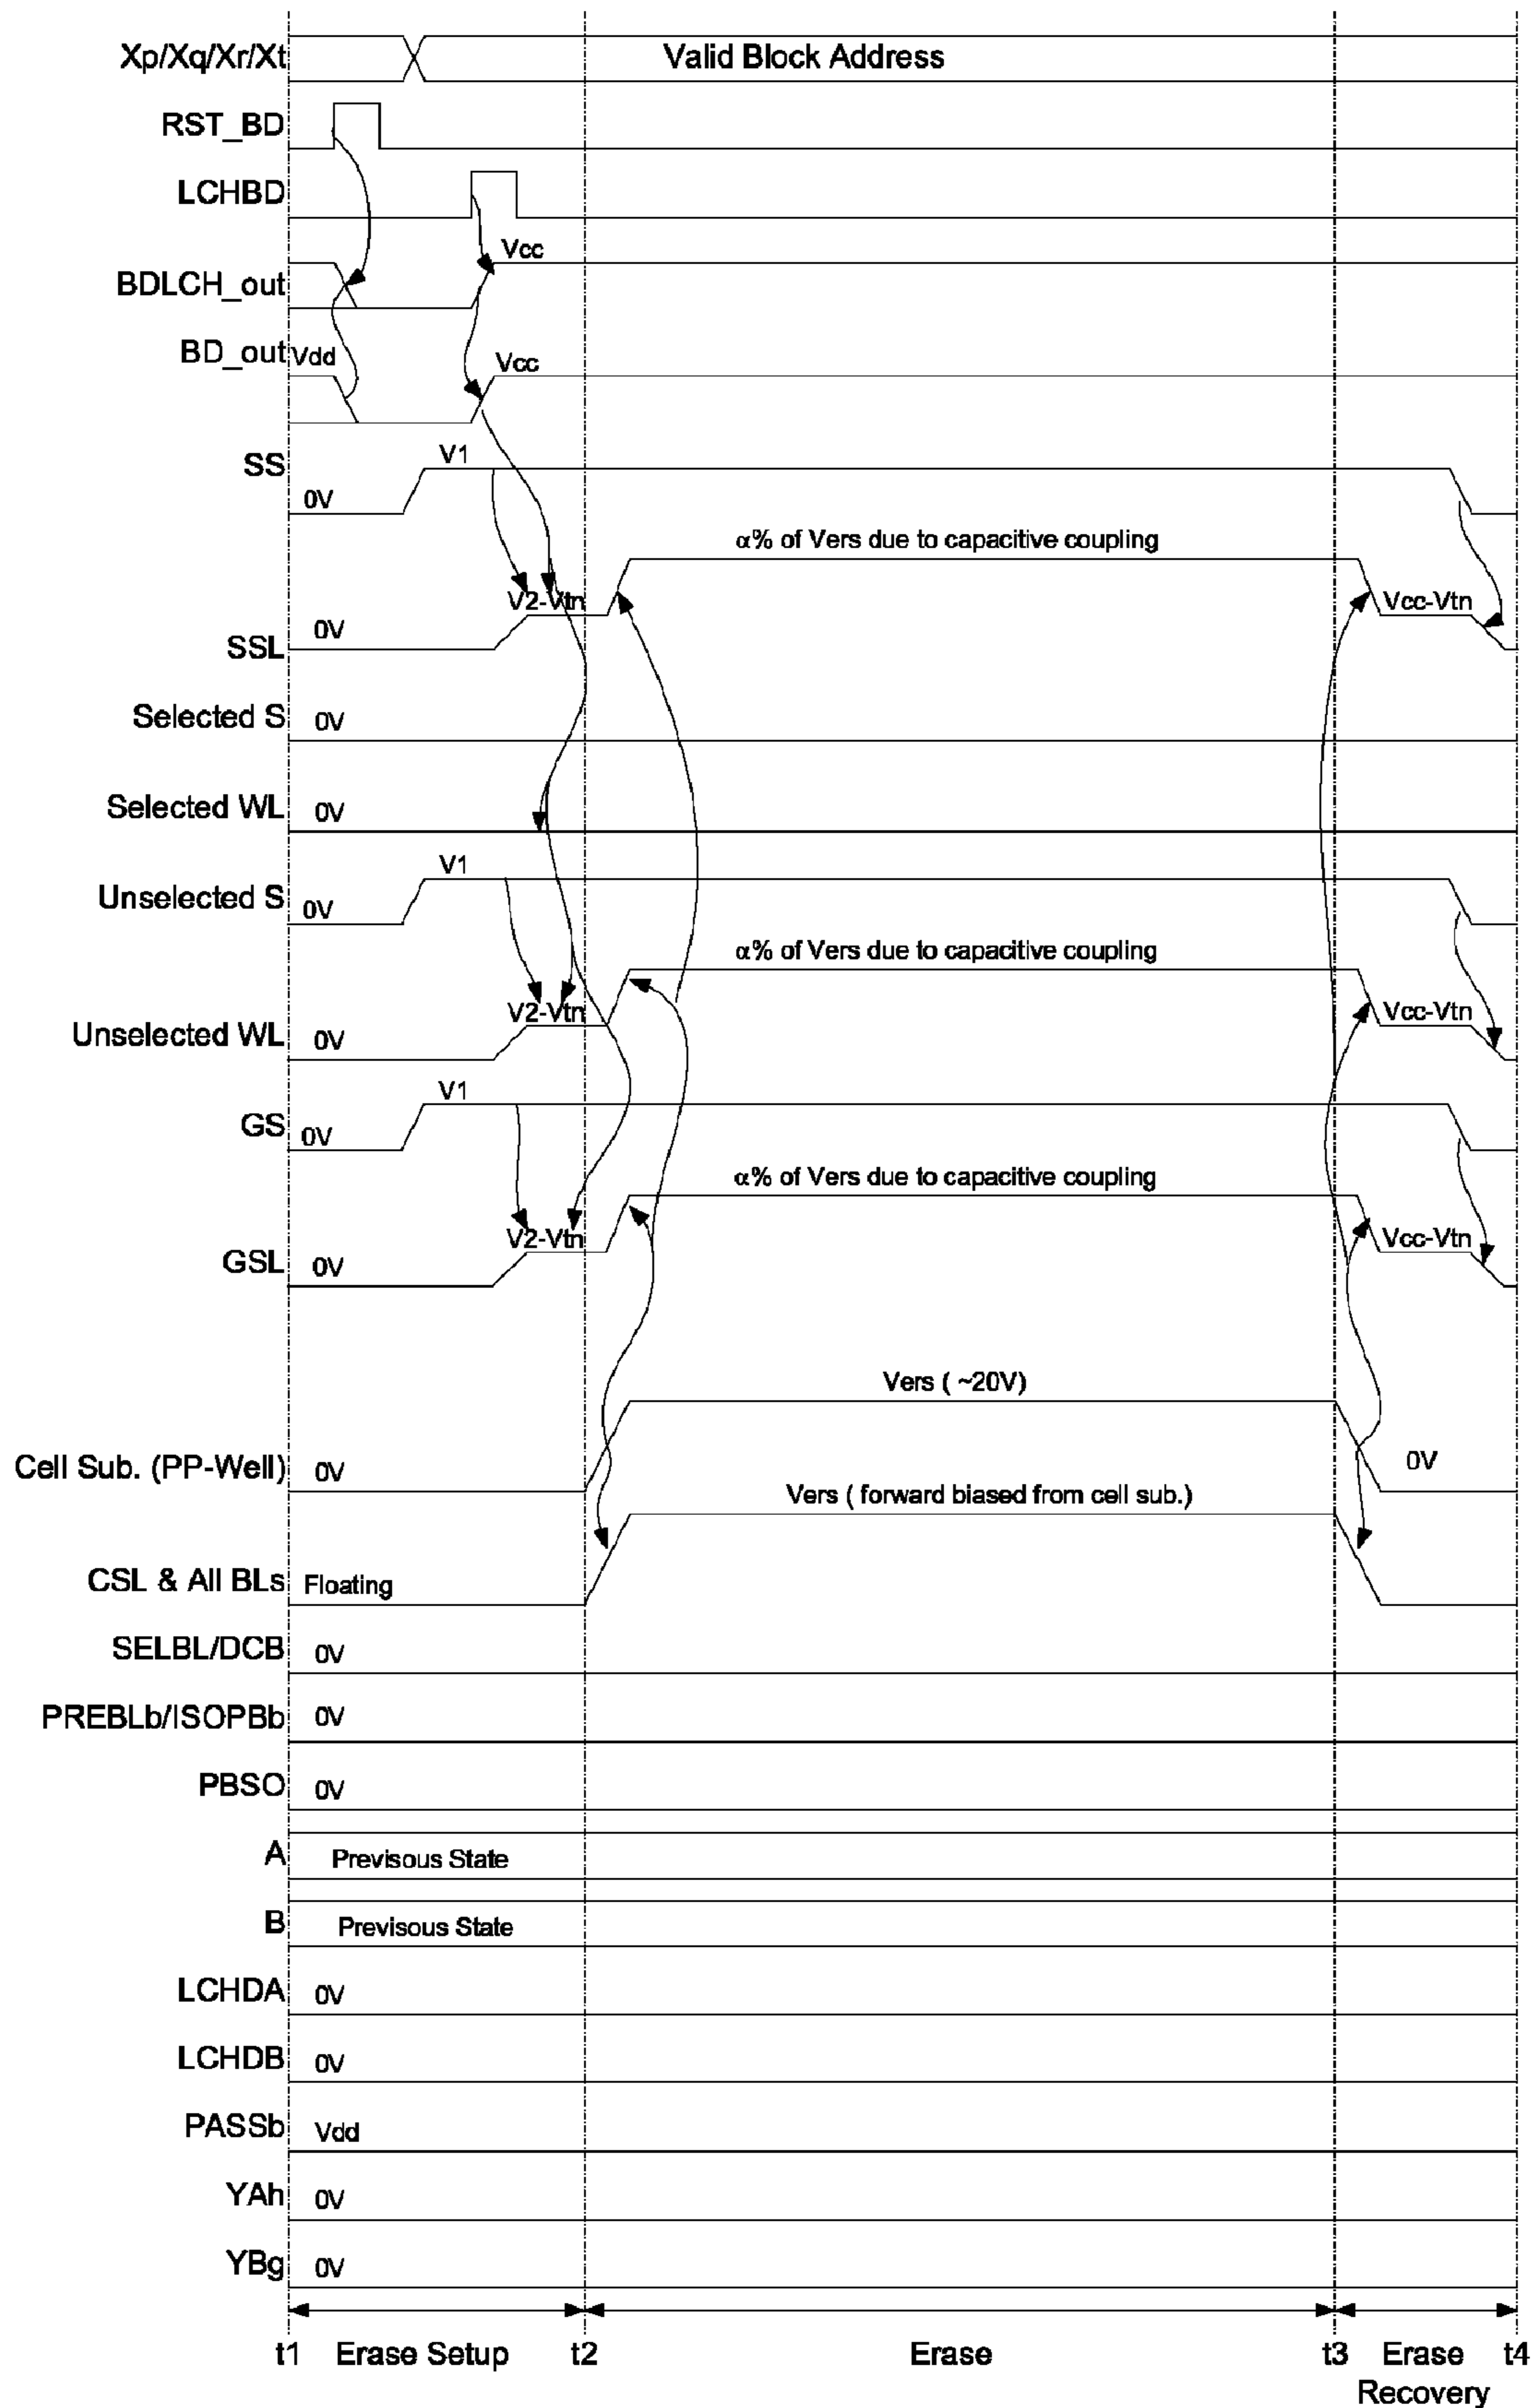 Xp/Xq/Xr/Xt Valid Block Address
RST_BD
LCHBD
Vcc
BDLCH_out
BD_out Vdd Vcc
V1
SS
0V
α% of Vers due to capacitive coupling
V2-Vtn Vcc-Vtn
0V
SSL
Selected S 0V
Selected WL 0V
V1
Unselected S 0V
α% of Vers due to capacitive coupling
V2-Vtn Vcc-Vtn
Unselected WL 0V
V1
GS 0V
α% of Vers due to capacitive coupling
V2-Vtn Vcc-Vtn
GSL 0V
Vers ( ~20V)
Cell Sub. (PP-Well) 0V 0V
Vers ( forward biased from cell sub.)
CSL & All BLs Floating
SELBL/DCB 0V
PREBLb/ISOPBb 0V
PBSO 0V
A Previsous State
B Previsous State
LCHDA 0V
LCHDB 0V
PASSb Vdd
YAh 0V
YBg 0V
t1 Erase Setup t2 Erase t3 Erase t4
Recovery